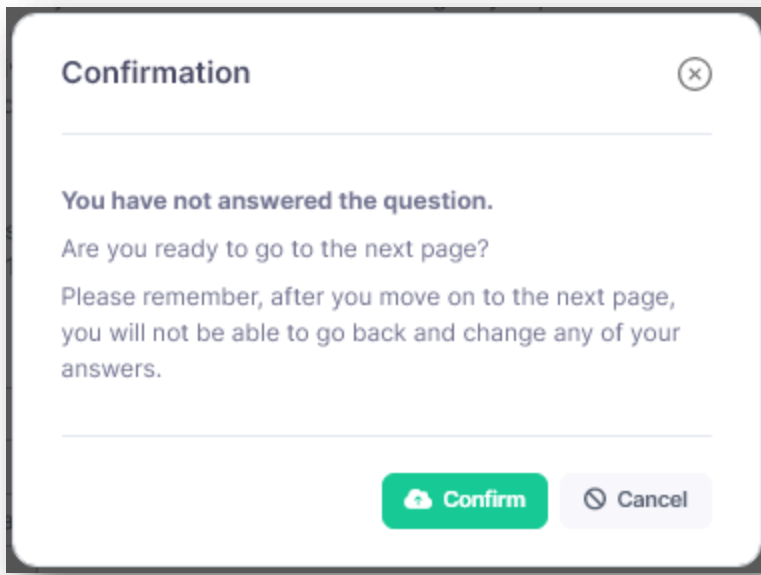 Confirmation
You have not answered the question.
Are you ready to go to the next page?
Please remember, after you move on to the next page,
you will not be able to go back and change any of your
answers.
Confirm
Cancel